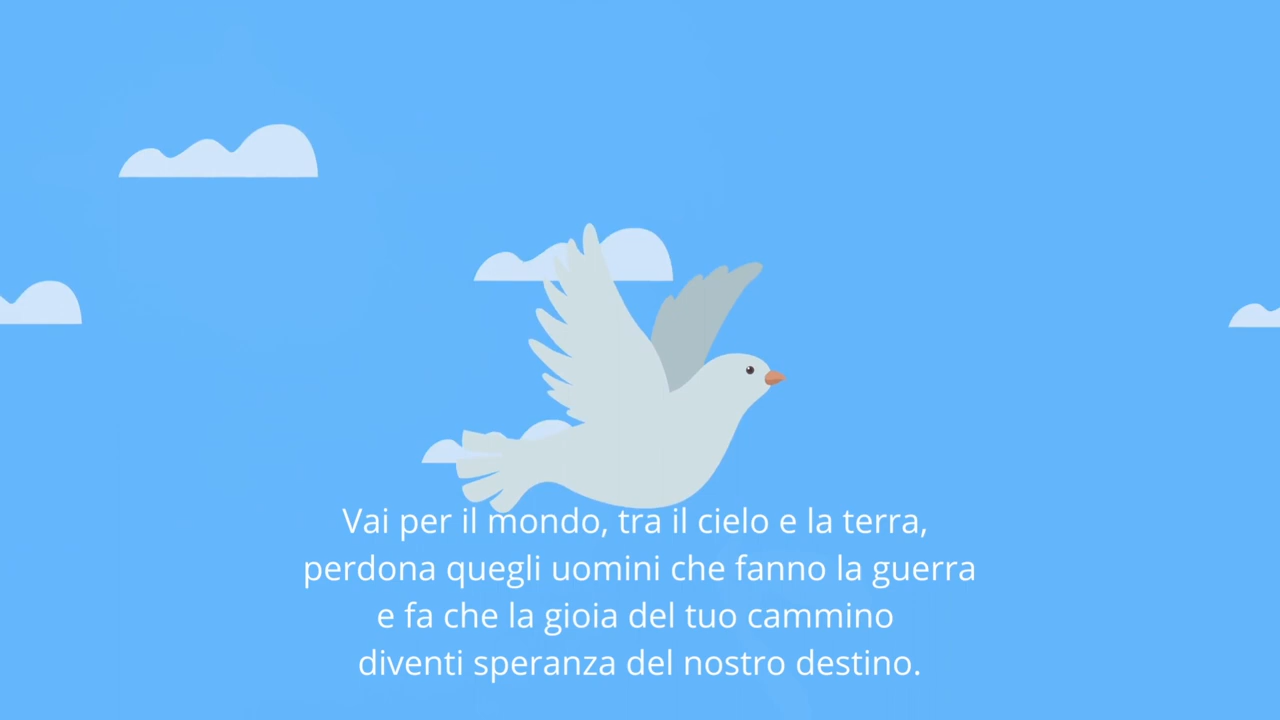 Vai per il mondo, tra il cielo e la terra,
perdona quegli uomini che fanno la guerra
e fa che la gioia del tuo cammino
diventi speranza del nostro destino.